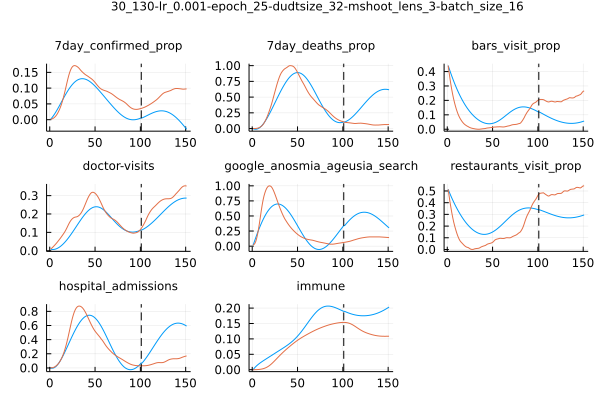 30_130-lr_0.001-epoch_25-dudtsize_32-mshoot_lens_3-batch_size_16
7day_confirmed_prop
0.15
0.10
0.05
0.00
0 50 100 150
7day_deaths_prop
1.00
0.75
0.50
0.25
0.00
0 50 100 150
bars_visit_prop
0.4
0.3
0.2
0.1
0.0
0 50 100 150
doctor-visits
0.3
0.2
0.1
0.0
0 50 100 150
google_anosmia_ageusia_search
1.00
0.75
0.50
0.25
0.00
0 50 100 150
restaurants_visit_prop
0.5
0.4
0.3
0.2
0.1
0.0
0 50 100 150
hospital_admissions
0.8
0.6
0.4
0.2
0.0
0 50 100 150
immune
0.20
0.15
0.10
0.05
0.00
0 50 100 150